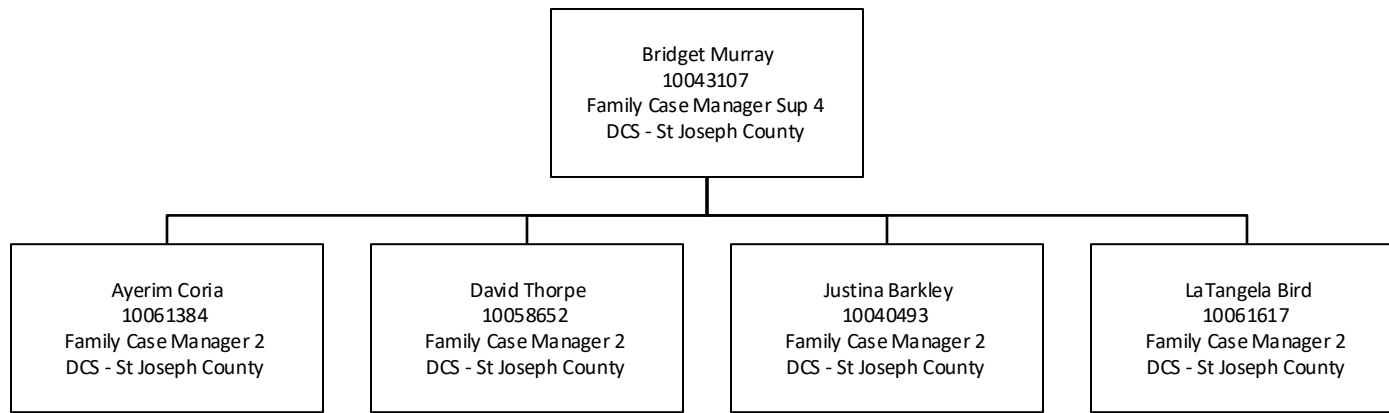 Bridget Murray
10043107
Family Case Manager Sup 4
DCS - St Joseph County
Ayerim Coria
10061384
Family Case Manager 2
DCS - St Joseph County
David Thorpe
10058652
Family Case Manager 2
DCS - St Joseph County
Justina Barkley
10040493
Family Case Manager 2
DCS - St Joseph County
LaTangela Bird
10061617
Family Case Manager 2
DCS - St Joseph County